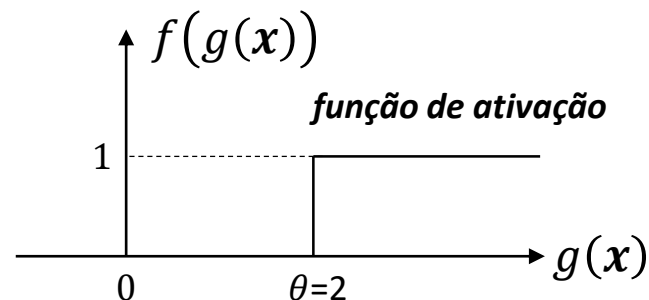 f(g(x))
função de ativação
1
g(x)
0
θ=2